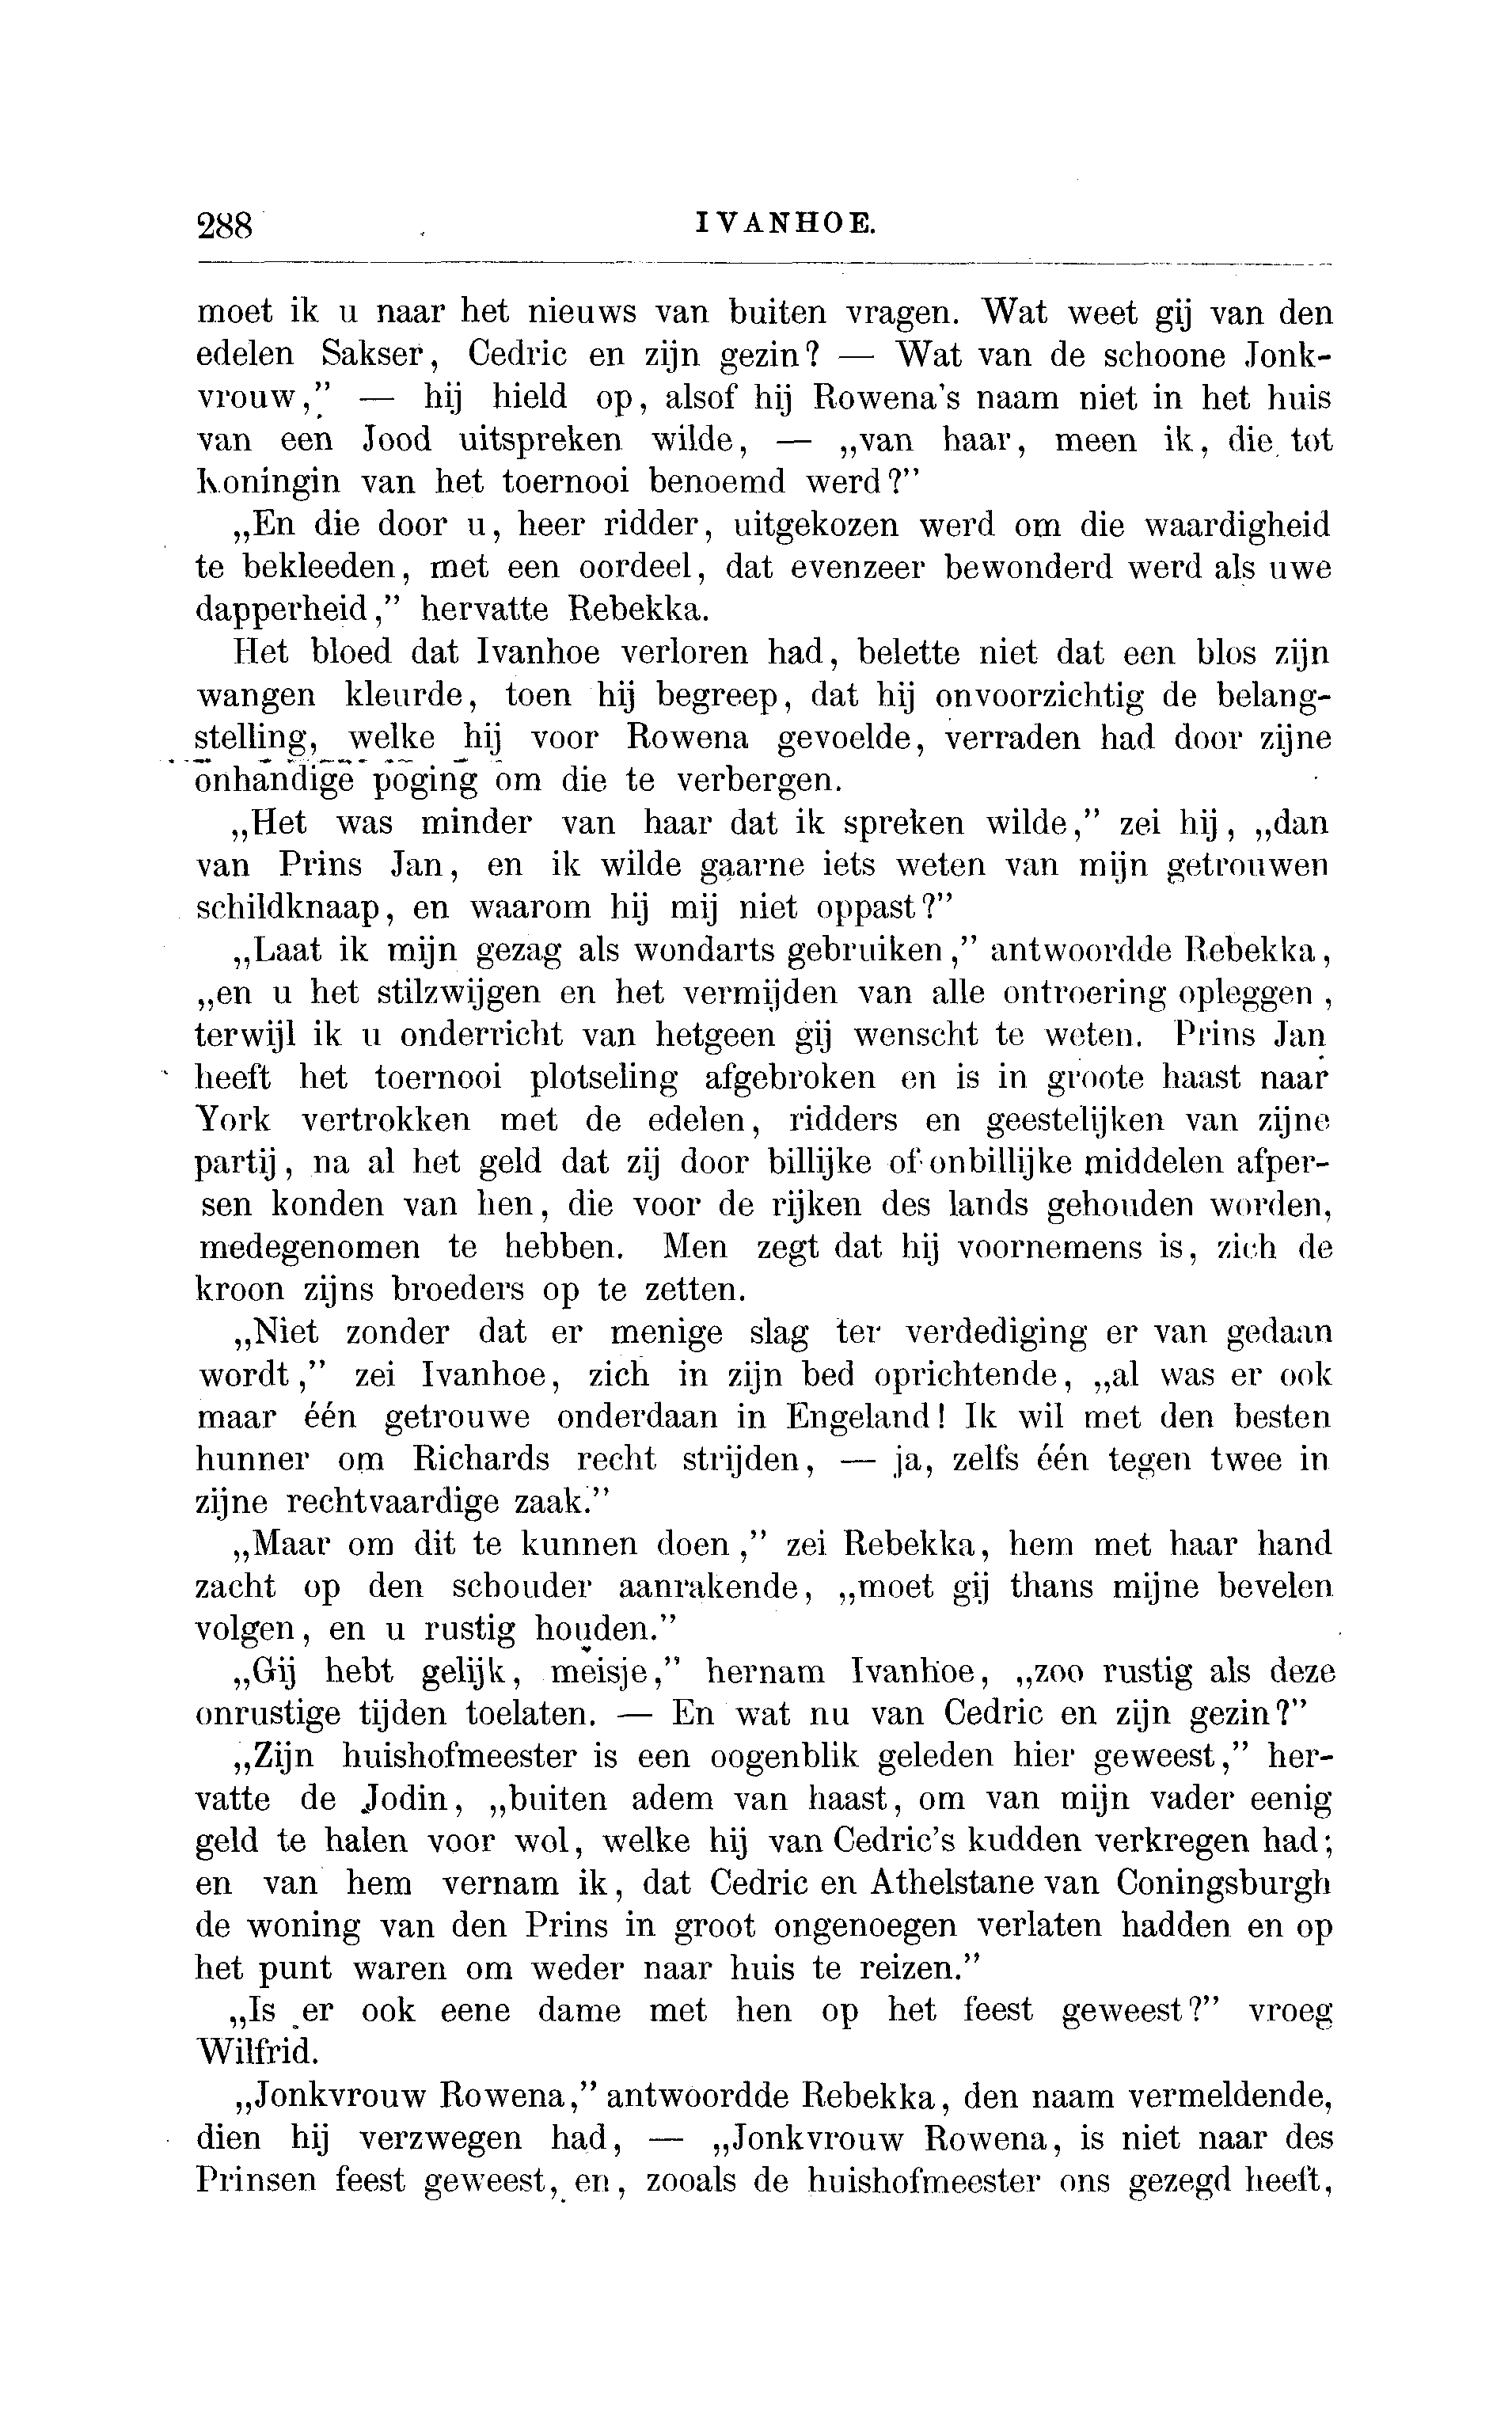 288 IVANHOE.
moet ik u naar het nieuws van buiten vragen. Wat weet gij van den
edelen Sakser, Cedric en zijn gezin? — Wat van de schoone Jonk-
vrouw,” — hij hield op, alsof hij Rowena's naam niet in het huis
van een Jood uitspreken wilde, — „van haar, meen ik, die tot
koningin van het toernooi benoemd werd?”
„En die door u, heer ridder, uitgekozen werd om die waardigheid
te bekleeden, met een oordeel, dat evenzeer bewonderd werd als uwe
dapperheid,” hervatte Rebekka.
Het bloed dat Ivanhoe verloren had, belette niet dat een blos zijn
wangen kleurde, toen hij begreep, dat hij onvoorzichtig de belang-
stelling, welke hij voor Rowena gevoelde, verraden had door zijne
onhandige poging om die te verbergen.
„Het was minder van haar dat ik spreken wilde,” zei hij, „dan
van Prins Jan, en ik wilde gaarne iets weten van mijn getrouwen
schildknaap, en waarom hij mij niet oppast?”
„Laat ik mijn gezag als wondarts gebruiken,” antwoordde Rebekka,
„en u het stilzwijgen en het vermijden van alle ontroering opleggen,
terwijl ik u onderricht van hetgeen gij wenscht te weten. Prins Jan
heeft het toernooi plotseling afgebroken en is in groote haast naar
York vertrokken met de edelen, ridders en geestelijken van zijne
partij, na al het geld dat zij door billijke of onbillijke middelen afper-
sen konden van hen, die voor de rijken des lands gehouden worden,
medegenomen te hebben. Men zegt dat hij voornemens is, zich de
kroon zijns broeders op te zetten.
„Niet zonder dat er menige slag ter verdediging er van gedaan
wordt,” zei Ivanhoe, zich in zijn bed oprichtende, „al was er ook
maar één getrouwe onderdaan in Engeland! Ik wil met den besten
hunner om Richards recht strijden, — ja, zelfs één tegen twee in
zijne rechtvaardige zaak.”
„Maar om dit te kunnen doen,” zei Rebekka, hem met haar hand
zacht op den schouder aanrakende, „moet gij thans mijne bevelen
volgen, en u rustig houden.”
„Gij hebt gelijk, meisje,” hernam Ivanhoe, „zoo rustig als deze
onrustige tijden toelaten. — En wat nu van Cedric en zijn gezin?”
„Zijn huishofmeester is een oogenblik geleden hier geweest,” her-
vatte de Jodin, „buiten adem van haast, om van mijn vader eenig
geld te halen voor wol, welke hij van Cedric's kudden verkregen had;
en van hem vernam ik, dat Cedric en Athelstane van Coningsburgh
de woning van den Prins in groot ongenoegen verlaten hadden en op
het punt waren om weder naar huis te reizen.”
„Is er ook eene dame met hen op het feest geweest?” vroeg
Wilfrid.
„Jonkvrouw Rowena,” antwoordde Rebekka, den naam vermeldende,
dien hij verzwegen had, — „Jonkvrouw Rowena, is niet naar des
Prinsen feest geweest, en, zooals de huishofmeester ons gezegd heeft,